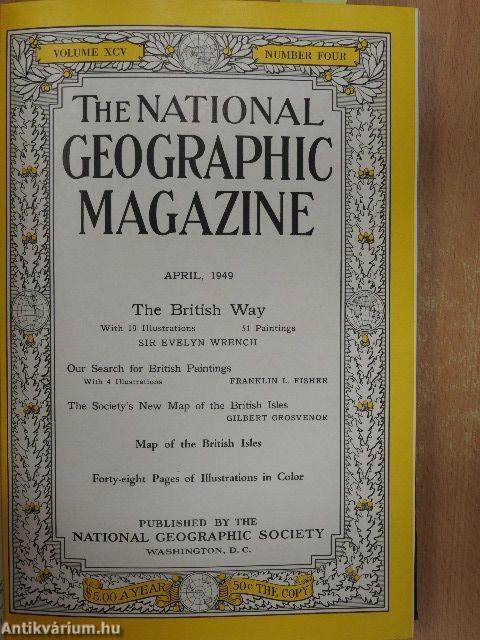 VOLUME XCV NUMBER FOUR
THE NATIONAL
GEOGRAPHIC
MAGAZINE
APRIL, 1949
The British Way
With 19 Illustrations 51 Paintings
SIR EVELYN WRENCH
Our Search for British Paintings
With 4 Illustrations FRANKLIN L. FISHER
The Society's New Map of the British Isles
GILBERT GROSVENOR
Map of the British Isles
Forty-eight Pages of Illustrations in Color
PUBLISHED BY THE
NATIONAL GEOGRAPHIC SOCIETY
WASHINGTON, D. C.
$5.00 A YEAR 50c THE COPY
Antikvárium.hu